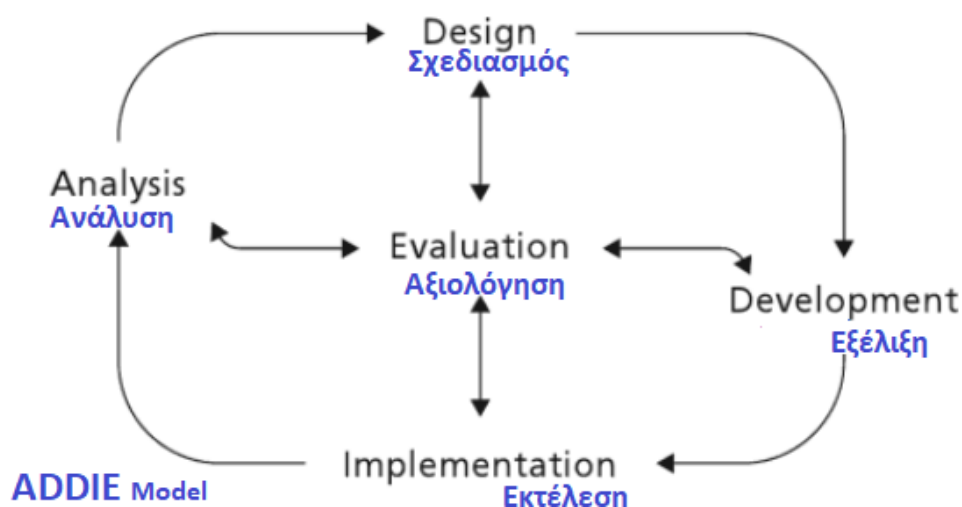 Design
Σχεδιασμός
Analysis
Ανάλυση
Evaluation
Αξιολόγηση
Development
Εξέλιξη
Implementation
Εκτέλεση
ADDIE Model